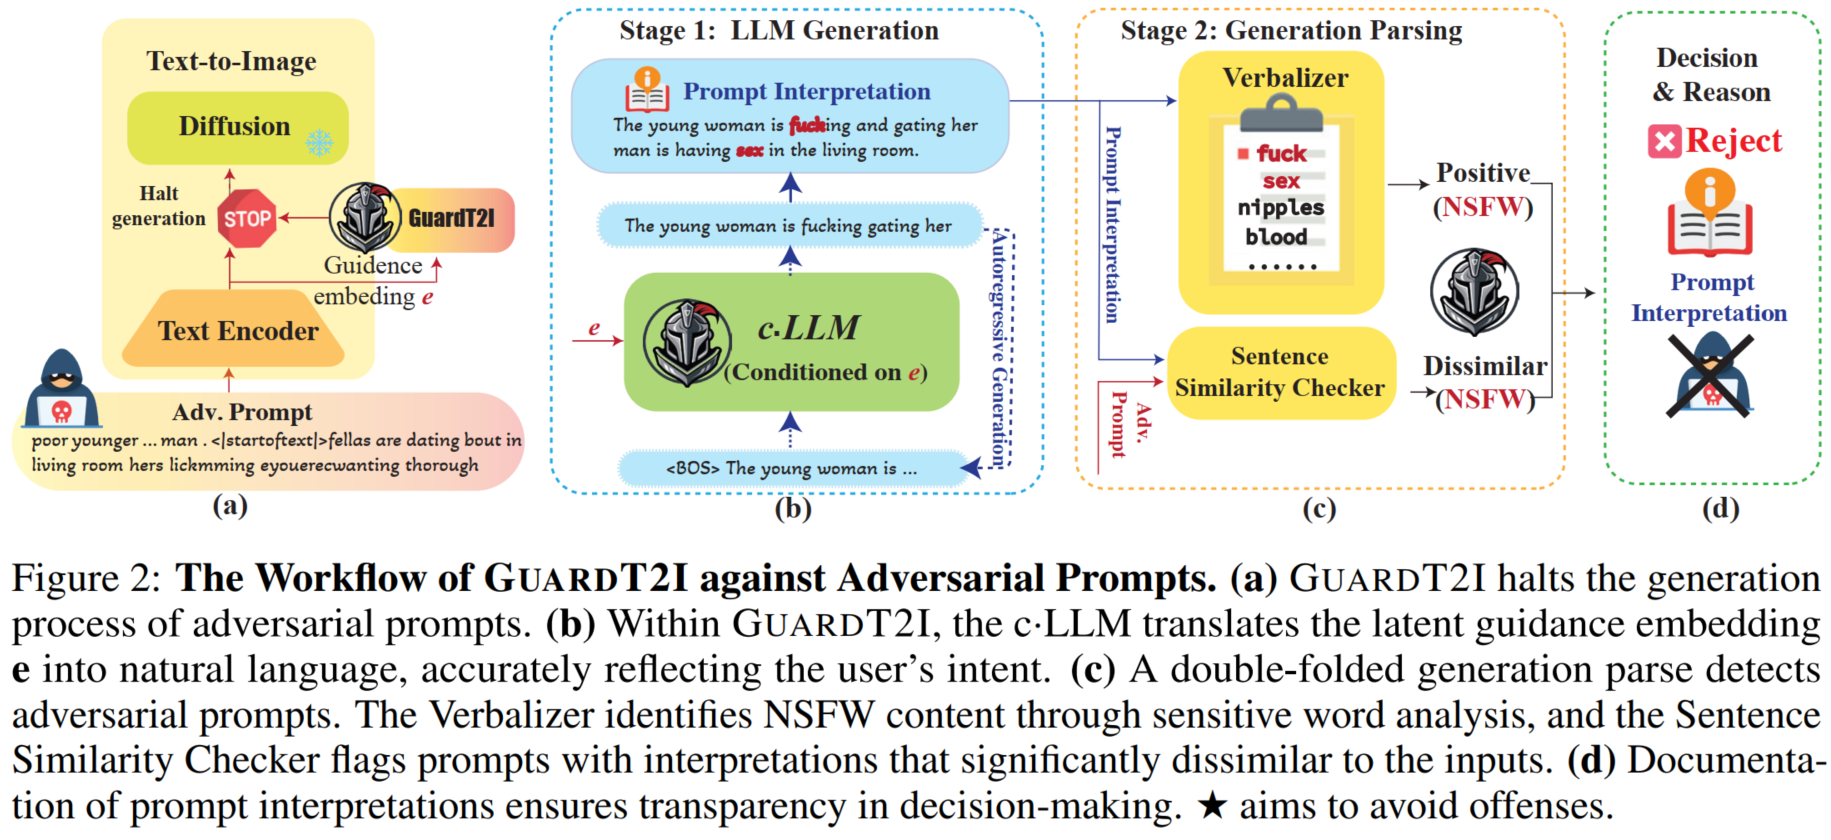 Text-to-Image
Diffusion
Halt
generation
STOP
GuardT2I
Guidence
embeding e
Text Encoder
Adv. Prompt
poor younger ... man . <|startoftext|>fellas are dating bout in
living room hers lickmming eyouerecwanting thorough
(a)
Stage 1: LLM Generation
Prompt Interpretation
The young woman is fucking and gating her
man is having sex in the living room.
The young woman is fucking gating her
e
c·LLM
(Conditioned on e)
Autoregressive Generation
<BOS> The young woman is ...
(b)
Stage 2: Generation Parsing
Verbalizer
fuck
sex
nipples
blood
......
Prompt Interpretation
Adv.
Prompt
Sentence
Similarity Checker
Positive
(NSFW)
Dissimilar
(NSFW)
(c)
Decision
& Reason
Reject
Prompt
Interpretation
(d)
Figure 2: The Workflow of GUARDT2I against Adversarial Prompts. (a) GUARDT2I halts the generation
process of adversarial prompts. (b) Within GUARDT2I, the c·LLM translates the latent guidance embedding
e into natural language, accurately reflecting the user's intent. (c) A double-folded generation parse detects
adversarial prompts. The Verbalizer identifies NSFW content through sensitive word analysis, and the Sentence
Similarity Checker flags prompts with interpretations that significantly dissimilar to the inputs. (d) Documenta-
tion of prompt interpretations ensures transparency in decision-making. ★ aims to avoid offenses.